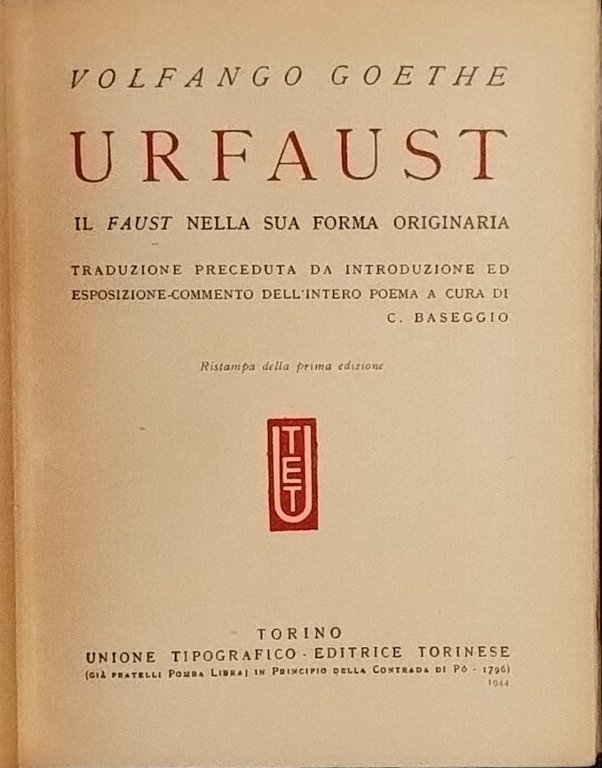 VOLFANGO GOETHE
URFAUST
IL FAUST NELLA SUA FORMA ORIGINARIA
TRADUZIONE PRECEDUTA DA INTRODUZIONE ED
ESPOSIZIONE-COMMENTO DELL'INTERO POEMA A CURA DI
C. BASEGGIO
Ristampa della prima edizione
UTET
TORINO
UNIONE TIPOGRAFICO - EDITRICE TORINESE
(GIÀ FRATELLI POMBA LIBRAJ IN PRINCIPIO DELLA CONTRADA DI PÒ - 1796)
1944